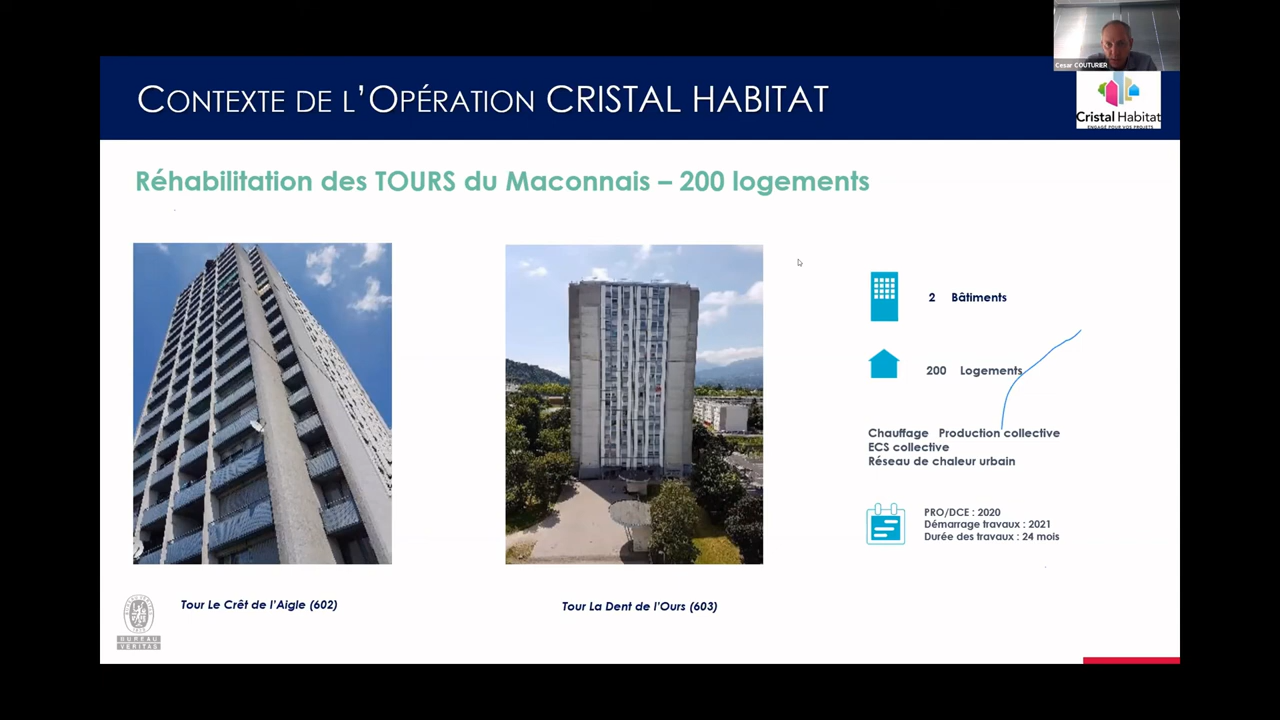 Cesar COUTURIER
CONTEXTE DE L'OPÉRATION CRISTAL HABITAT
Cristal Habitat
ENGAGÉ POUR VOS PROJETS
Réhabilitation des TOURS du Maconnais – 200 logements
2 Bâtiments
200 Logements
Chauffage Production collective
ECS collective
Réseau de chaleur urbain
PRO/DCE : 2020
Démarrage travaux : 2021
Durée des travaux : 24 mois
Tour Le Crêt de l'Aigle (602)
Tour La Dent de l'Ours (603)
BUREAU
VERITAS